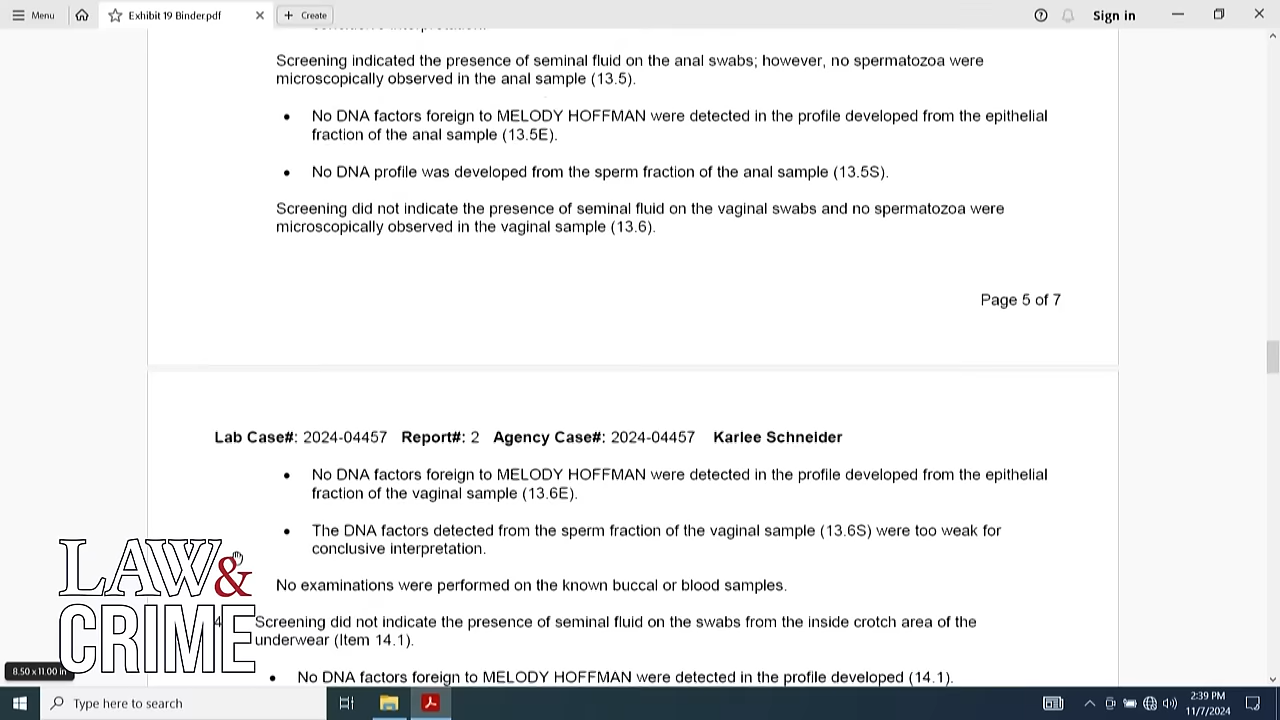 Menu
Exhibit 19 Binder.pdf
Create
Sign in
Screening indicated the presence of seminal fluid on the anal swabs; however, no spermatozoa were
microscopically observed in the anal sample (13.5).
• No DNA factors foreign to MELODY HOFFMAN were detected in the profile developed from the epithelial
fraction of the anal sample (13.5E).
• No DNA profile was developed from the sperm fraction of the anal sample (13.5S).
Screening did not indicate the presence of seminal fluid on the vaginal swabs and no spermatozoa were
microscopically observed in the vaginal sample (13.6).
Page 5 of 7
Lab Case#: 2024-04457 Report#: 2 Agency Case#: 2024-04457 Karlee Schneider
• No DNA factors foreign to MELODY HOFFMAN were detected in the profile developed from the epithelial
fraction of the vaginal sample (13.6E).
• The DNA factors detected from the sperm fraction of the vaginal sample (13.6S) were too weak for
conclusive interpretation.
No examinations were performed on the known buccal or blood samples.
Screening did not indicate the presence of seminal fluid on the swabs from the inside crotch area of the
underwear (Item 14.1).
• No DNA factors foreign to MELODY HOFFMAN were detected in the profile developed (14.1).
LAW&
CRIME
8.50 x 11.00 in
Type here to search
2:39 PM
11/7/2024